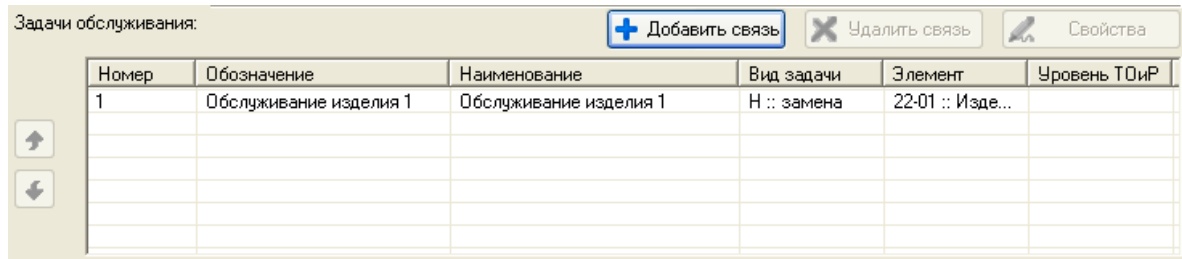 Задачи обслуживания:
Добавить связь Удалить связь Свойства
Номер Обозначение Наименование Вид задачи Элемент Уровень ТОиР
1 Обслуживание изделия 1 Обслуживание изделия 1 Н :: замена 22-01 :: Изде...